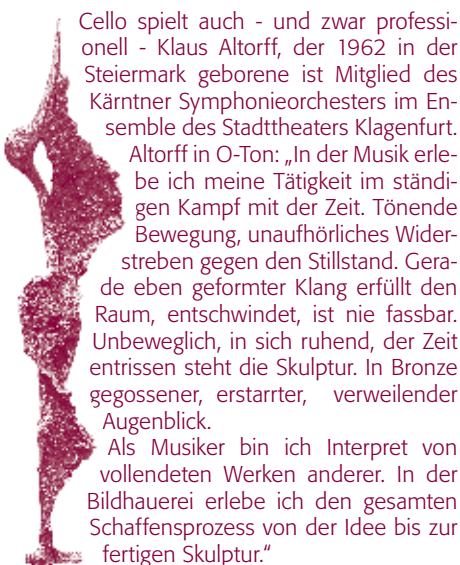 Cello spielt auch - und zwar professi-
onell - Klaus Altorff, der 1962 in der
Steiermark geborene ist Mitglied des
Kärntner Symphonieorchesters im En-
semble des Stadttheaters Klagenfurt.
Altorff in O-Ton: „In der Musik erle-
be ich meine Tätigkeit im ständi-
gen Kampf mit der Zeit. Tönende
Bewegung, unaufhörliches Wider-
streben gegen den Stillstand. Gera-
de eben geformter Klang erfüllt den
Raum, entschwindet, ist nie fassbar.
Unbeweglich, in sich ruhend, der Zeit
entrissen steht die Skulptur. In Bronze
gegossener, erstarrter, verweilender
Augenblick.
Als Musiker bin ich Interpret von
vollendeten Werken anderer. In der
Bildhauerei erlebe ich den gesamten
Schaffensprozess von der Idee bis zur
fertigen Skulptur.“